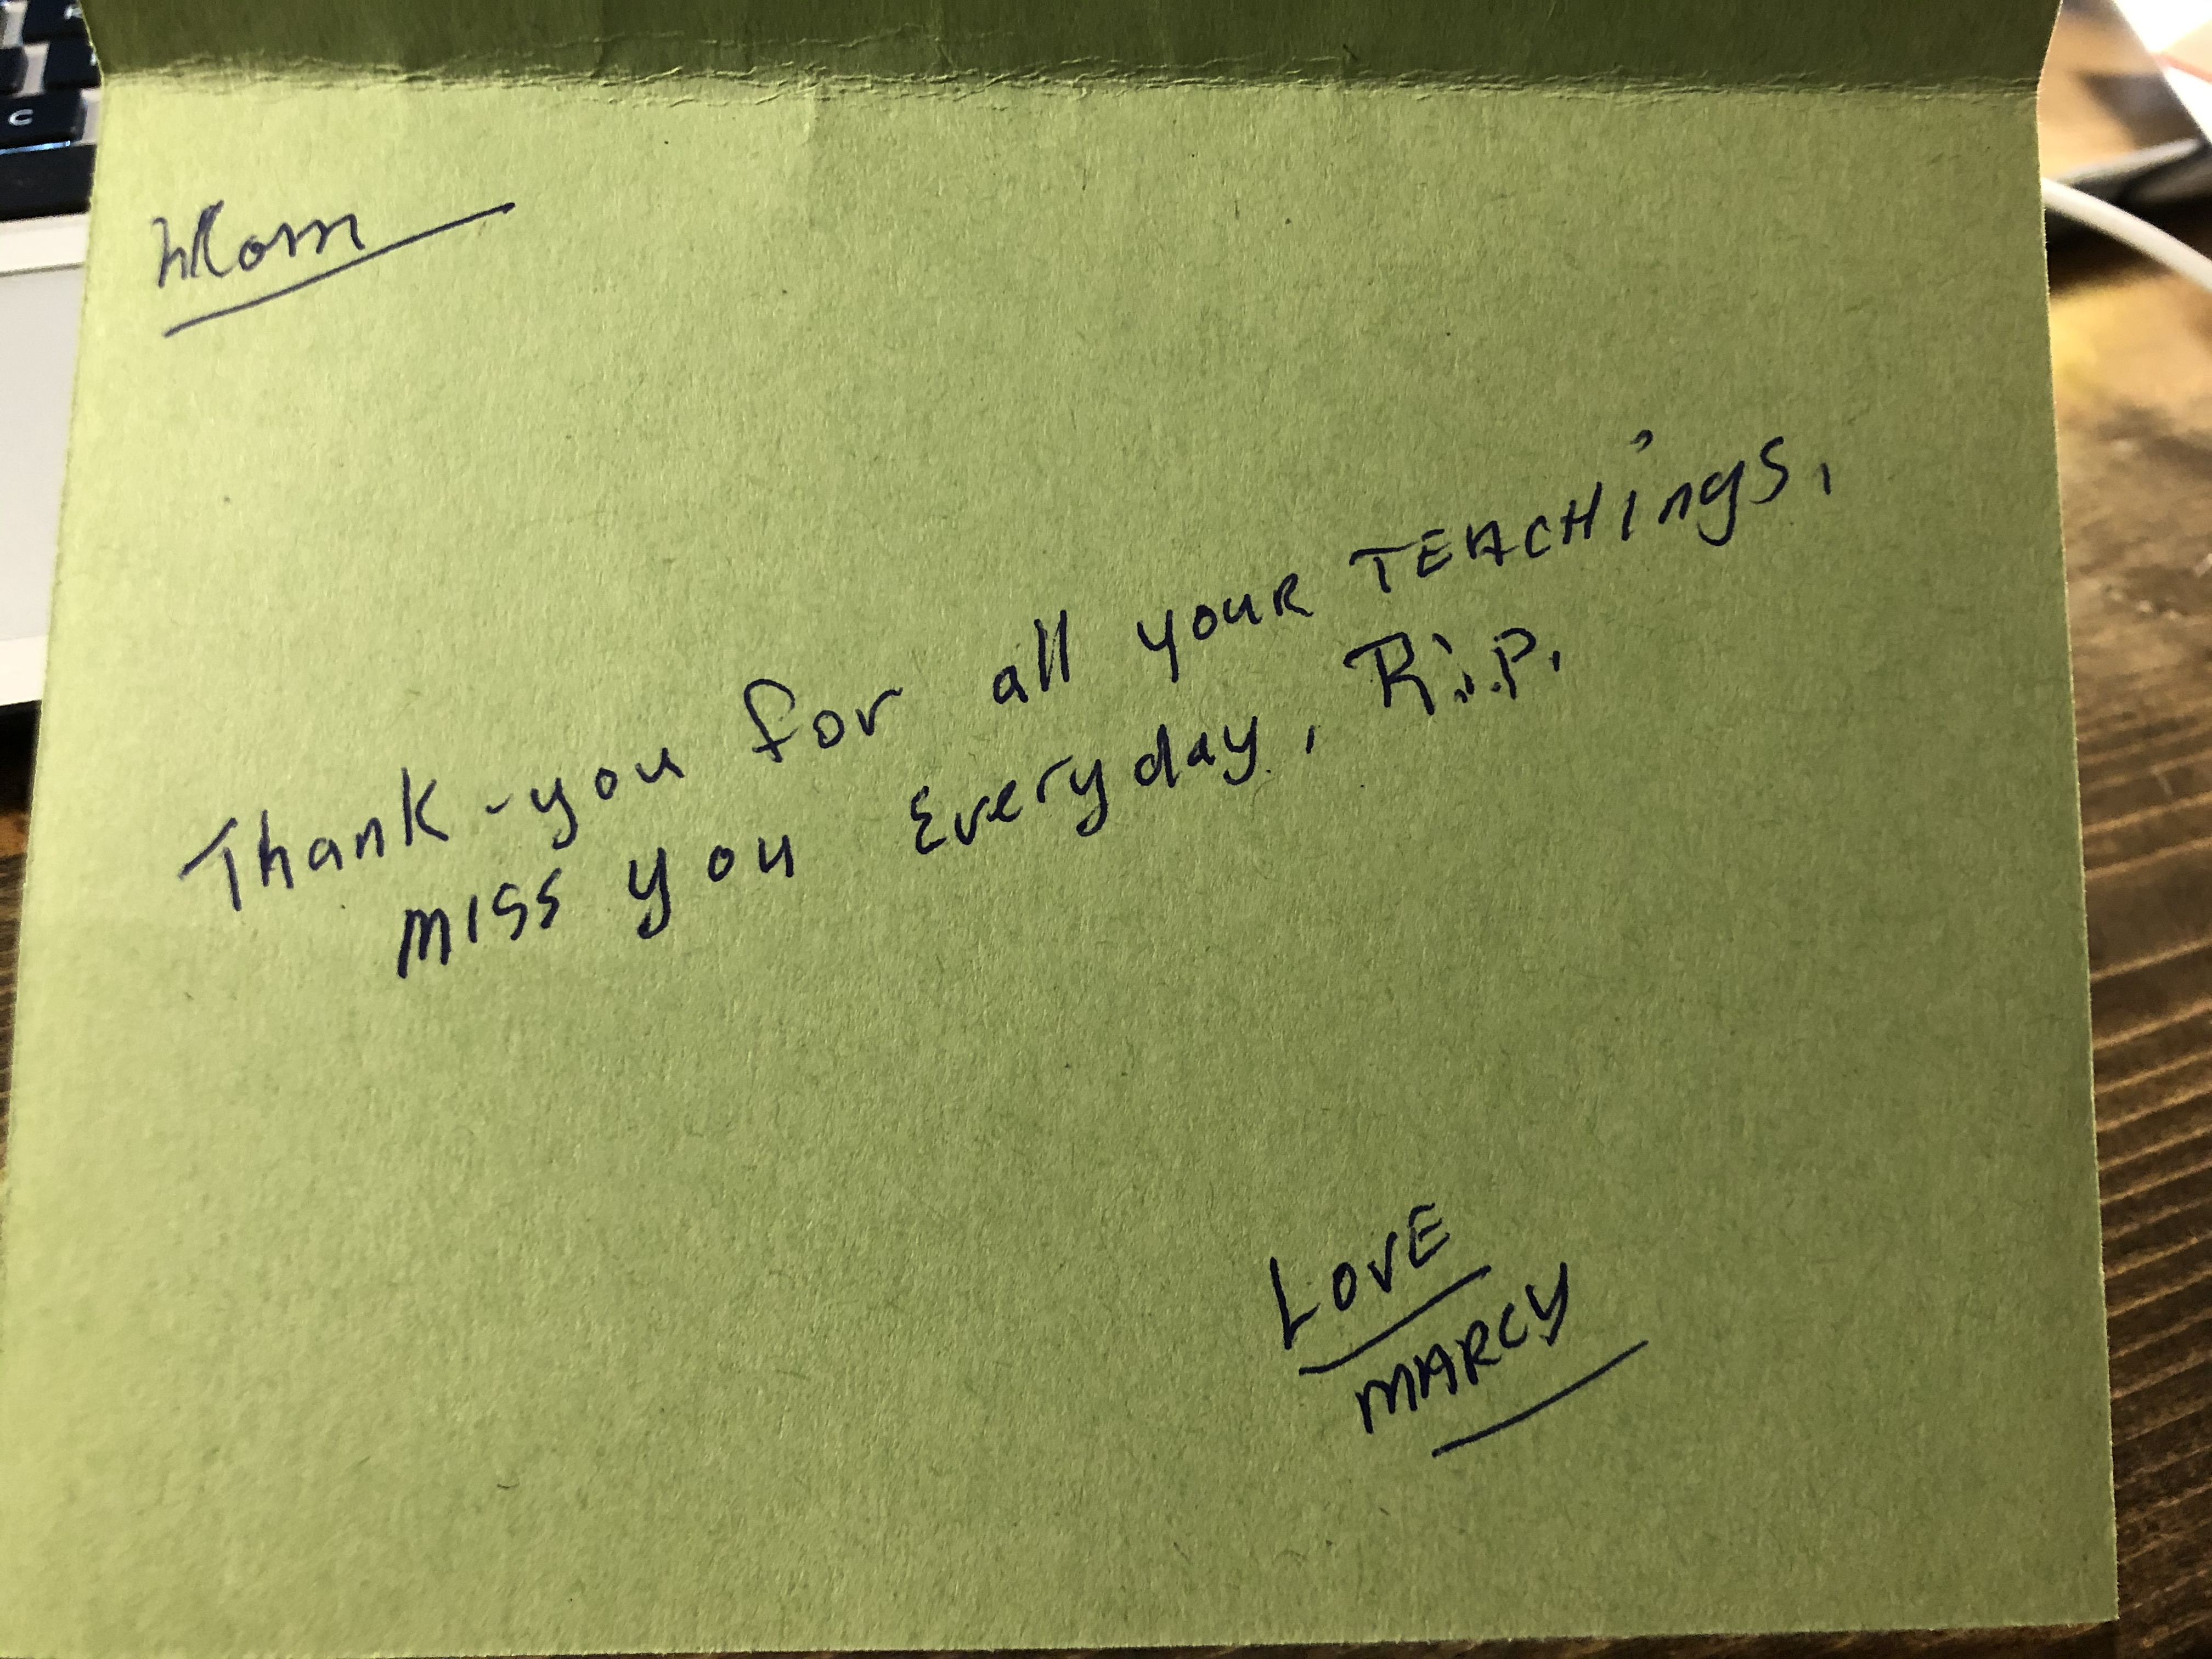 C
Mom
Thank-you for all your TEACHings,
miss you Everyday, R.i.P.
LOVE
MARCY